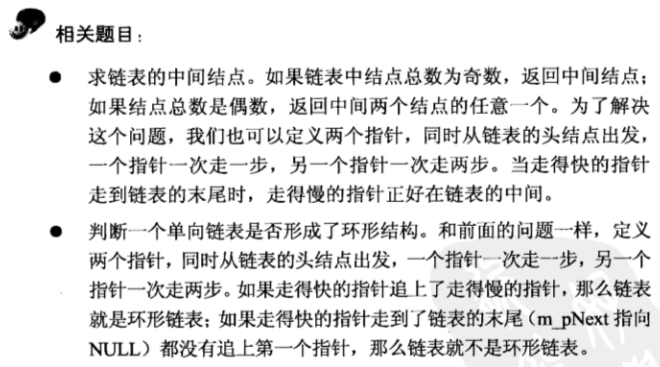 相关题目：
● 求链表的中间结点。如果链表中结点总数为奇数，返回中间结点；
如果结点总数是偶数，返回中间两个结点的任意一个。为了解决
这个问题，我们也可以定义两个指针，同时从链表的头结点出发，
一个指针一次走一步，另一个指针一次走两步。当走得快的指针
走到链表的末尾时，走得慢的指针正好在链表的中间。
● 判断一个单向链表是否形成了环形结构。和前面的问题一样，定义
两个指针，同时从链表的头结点出发，一个指针一次走一步，另一个
指针一次走两步。如果走得快的指针追上了走得慢的指针，那么链表
就是环形链表；如果走得快的指针走到了链表的末尾（m_pNext 指向
NULL）都没有追上第一个指针，那么链表就不是环形链表。